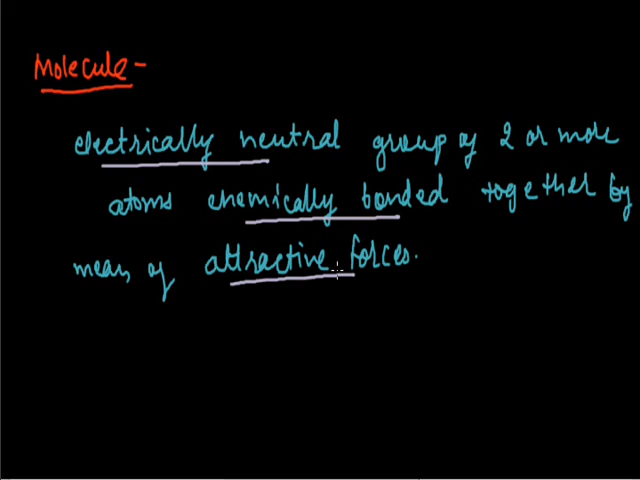 Molecule -
electrically neutral group of 2 or more
atoms chemically bonded together by
means of attractive forces.